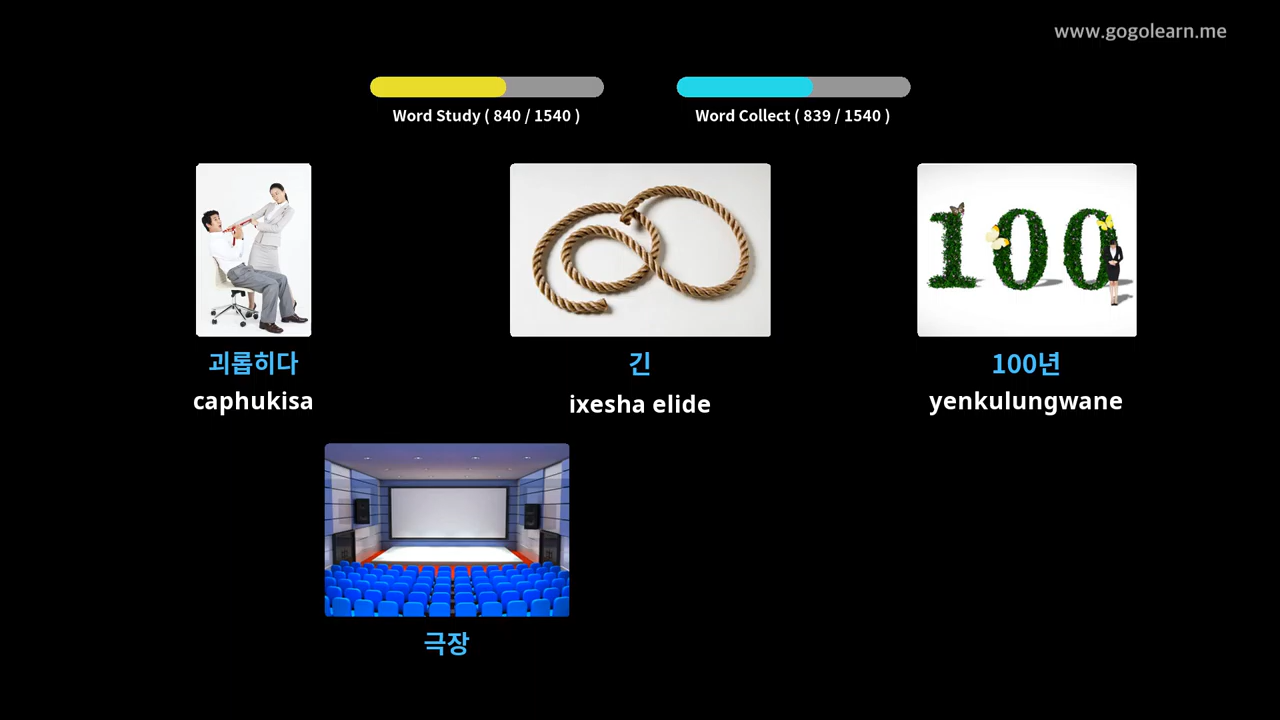 www.gogolearn.me
Word Study ( 840 / 1540 )
Word Collect ( 839 / 1540 )
괴롭히다
긴
100년
caphukisa
ixesha elide
yenkulungwane
극장